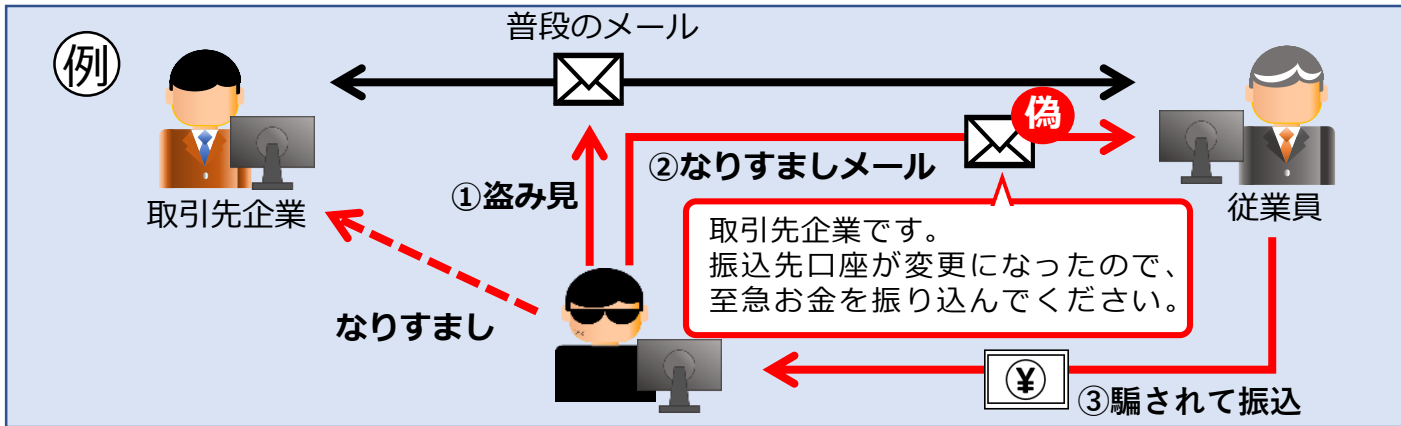 例
普段のメール
偽
①盗み見
②なりすましメール
取引先企業
従業員
取引先企業です。
振込先口座が変更になったので、
至急お金を振り込んでください。
なりすまし
¥
③騙されて振込